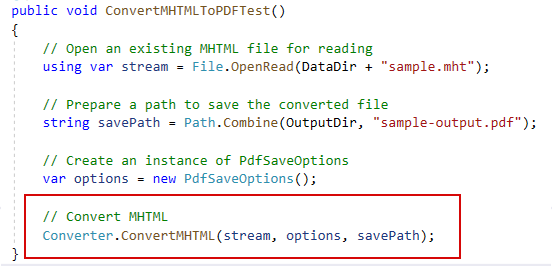 public void ConvertMHTMLToPDFTest()
{
// Open an existing MHTML file for reading
using var stream = File.OpenRead(DataDir + "sample.mht");
// Prepare a path to save the converted file
string savePath = Path.Combine(OutputDir, "sample-output.pdf");
// Create an instance of PdfSaveOptions
var options = new PdfSaveOptions();
// Convert MHTML
Converter.ConvertMHTML(stream, options, savePath);
}